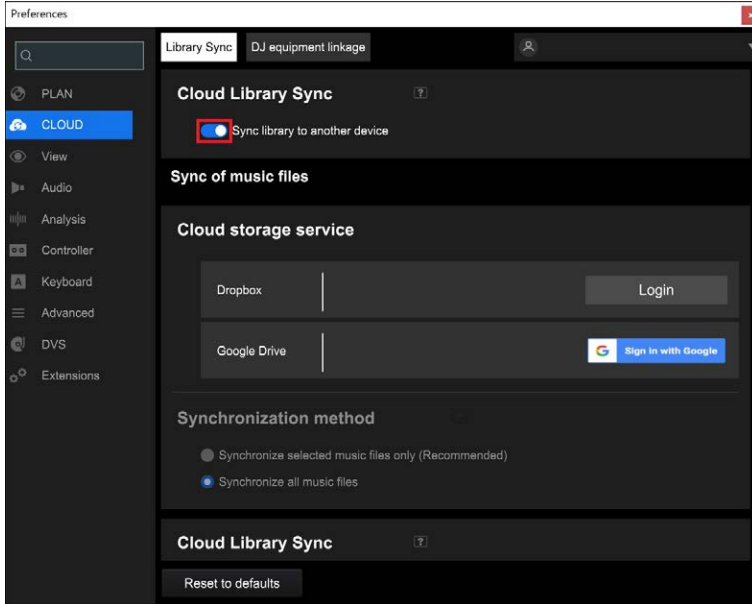 Preferences
Library Sync
DJ equipment linkage
PLAN
CLOUD
View
Audio
Analysis
Controller
Keyboard
Advanced
DVS
Extensions
Cloud Library Sync ?
Sync library to another device
Sync of music files
Cloud storage service
Dropbox
Login
Google Drive
G Sign in with Google
Synchronization method
Synchronize selected music files only (Recommended)
Synchronize all music files
Cloud Library Sync ?
Reset to defaults